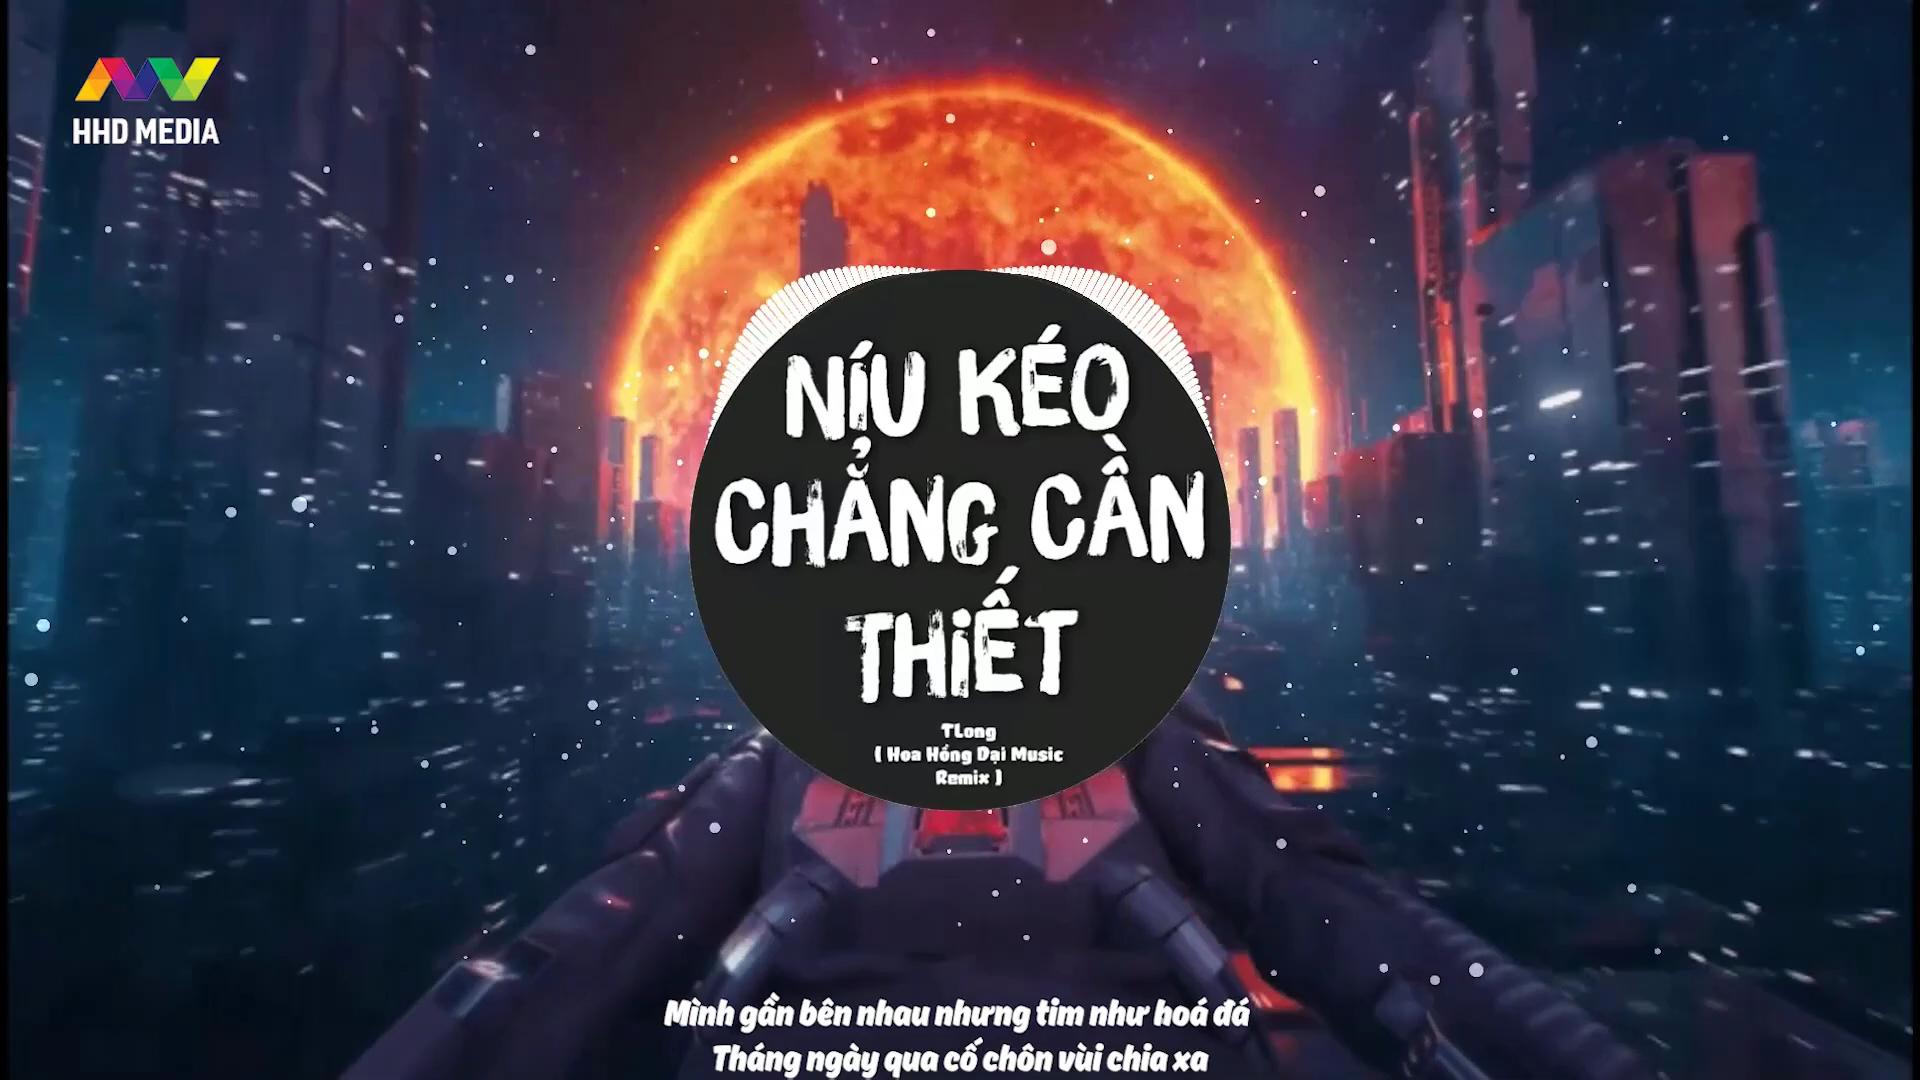 HHD MEDIA
NÍU KÉO
CHẲNG CẦN
THIẾT
TLong
( Hoa Hồng Dại Music
Remix )
Mình gần bên nhau nhưng tim như hoá đá
Tháng ngày qua cố chôn vùi chia xa